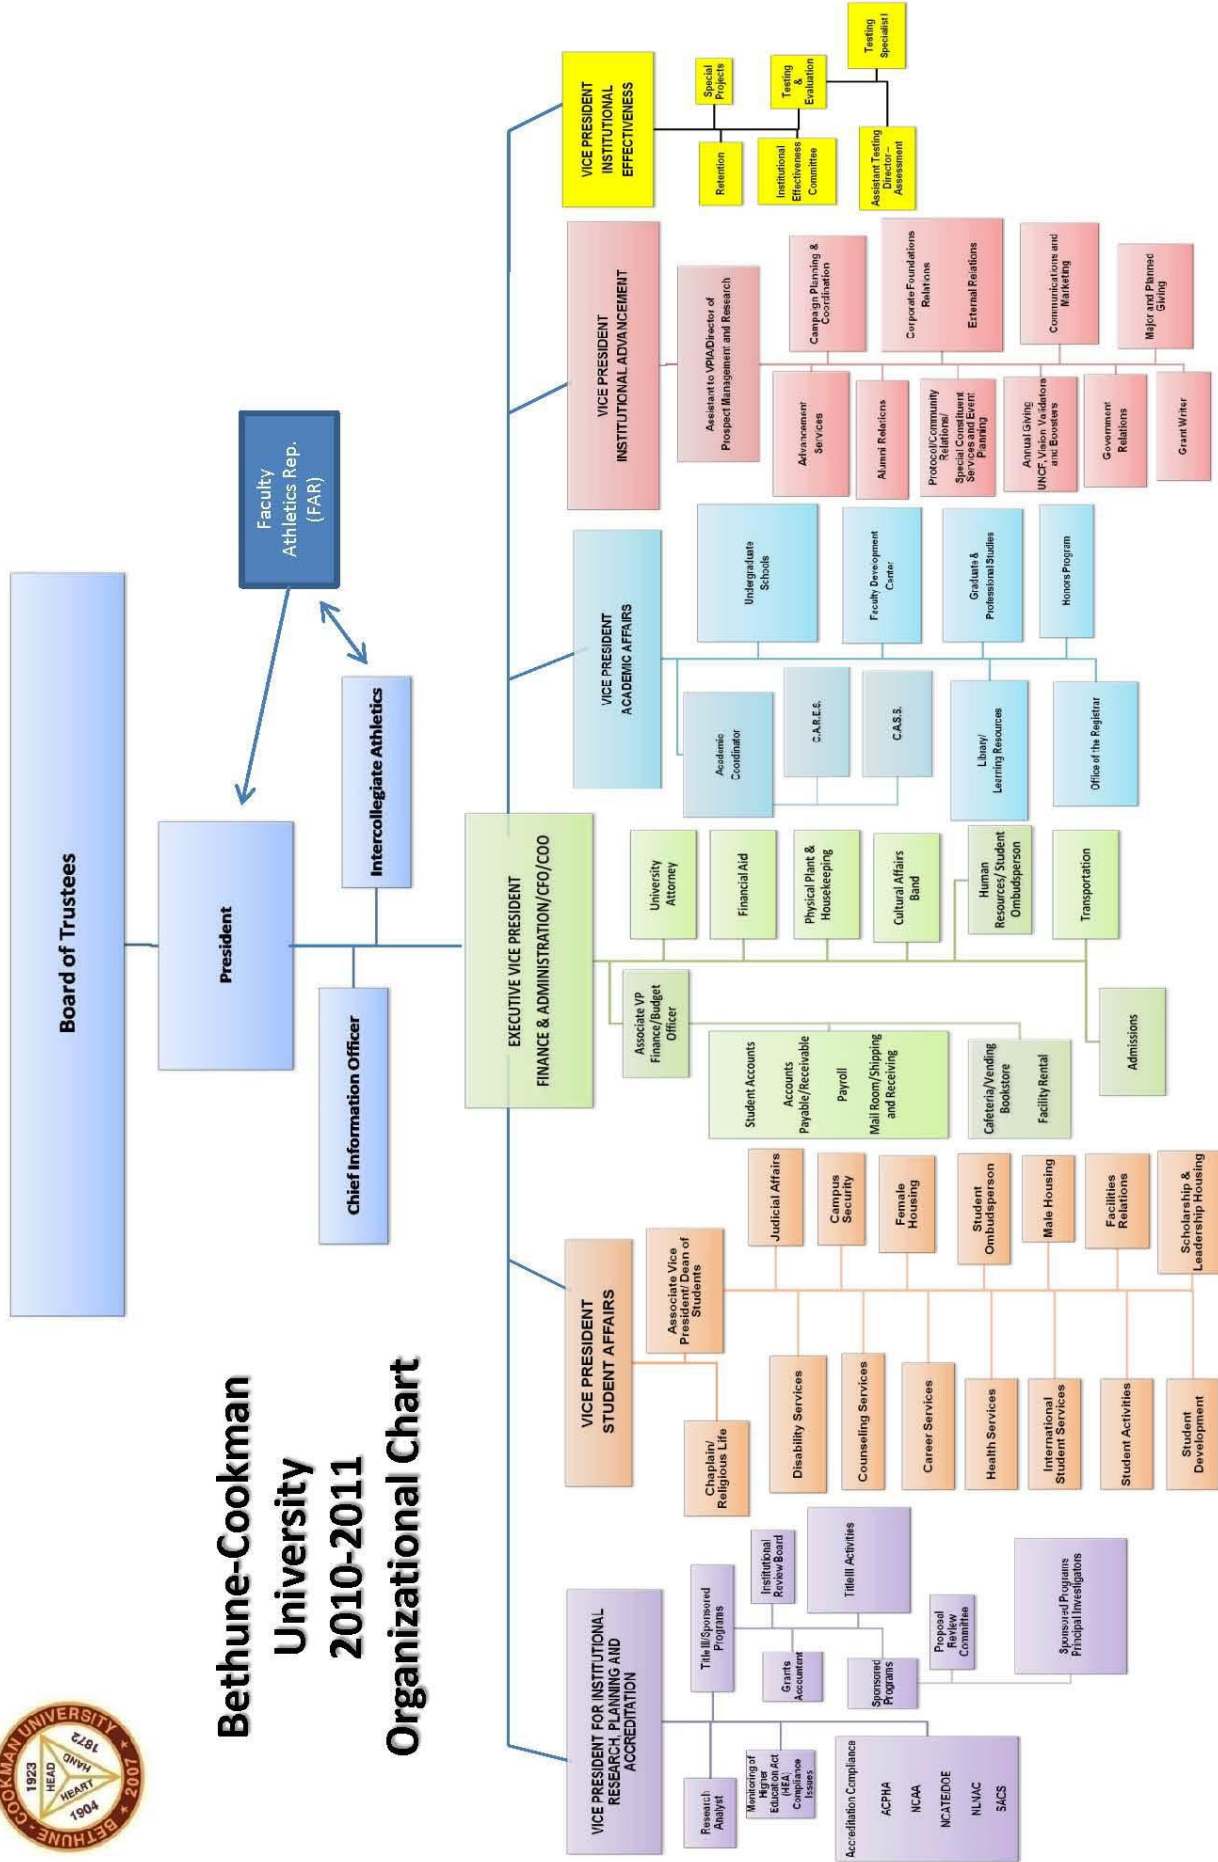 BETHUNE - COOKMAN UNIVERSITY
2007
1923
HEAD
HAND
1872
HEART
1904
Bethune-Cookman
University
2010-2011
Organizational Chart
Board of Trustees
President
Faculty
Athletics Rep.
(FAR)
Chief Information Officer
Intercollegiate Athletics
EXECUTIVE VICE PRESIDENT
FINANCE & ADMINISTRATION/CFO/COO
VICE PRESIDENT FOR INSTITUTIONAL
RESEARCH, PLANNING AND
ACCREDITATION
Research
Analyst
Title III/Sponsored
Programs
Monitoring of
Higher
Education Act
(HEA)
Compliance
Issues
Grants
Accountant
Institutional
Review Board
Title III Activities
Sponsored
Programs
Proposal
Review
Committee
Sponsored Programs
Principal Investigators
Accreditation Compliance
ACPHA
NCAA
NCATE/DOE
NLNAC
SACS
VICE PRESIDENT
STUDENT AFFAIRS
Chaplain/
Religious Life
Associate Vice
President/ Dean of
Students
Disability Services
Judicial Affairs
Counseling Services
Campus
Security
Career Services
Female
Housing
Health Services
Student
Ombudsperson
International
Student Services
Male Housing
Student Activities
Facilities
Relations
Student
Development
Scholarship &
Leadership Housing
Associate VP
Finance/Budget
Officer
University
Attorney
Student Accounts
Accounts
Payable/Receivable
Payroll
Mail Room/Shipping
and Receiving
Financial Aid
Physical Plant &
Housekeeping
Cultural Affairs
Band
Cafeteria/Vending
Bookstore
Facility Rental
Human
Resources/ Student
Ombudsperson
Transportation
Admissions
VICE PRESIDENT
ACADEMIC AFFAIRS
Academic
Coordinator
Undergraduate
Schools
C.A.R.E.S.
C.A.S.S.
Faculty Development
Center
Library/
Learning Resources
Graduate &
Professional Studies
Office of the Registrar
Honors Program
VICE PRESIDENT
INSTITUTIONAL ADVANCEMENT
Assistant to VPIA/Director of
Prospect Management and Research
Advancement
Services
Campaign Planning &
Coordination
Alumni Relations
Corporate Foundations
Relations
External Relations
Protocol/Community
Relations/
Special Constituent
Services and Event
Planning
Annual Giving
UNCF, Vision Validators
and Boosters
Communications and
Marketing
Government
Relations
Major and Planned
Giving
Grant Writer
VICE PRESIDENT
INSTITUTIONAL
EFFECTIVENESS
Retention
Special
Projects
Institutional
Effectiveness
Committee
Testing
&
Evaluation
Assistant Testing
Director –
Assessment
Testing
Specialist I